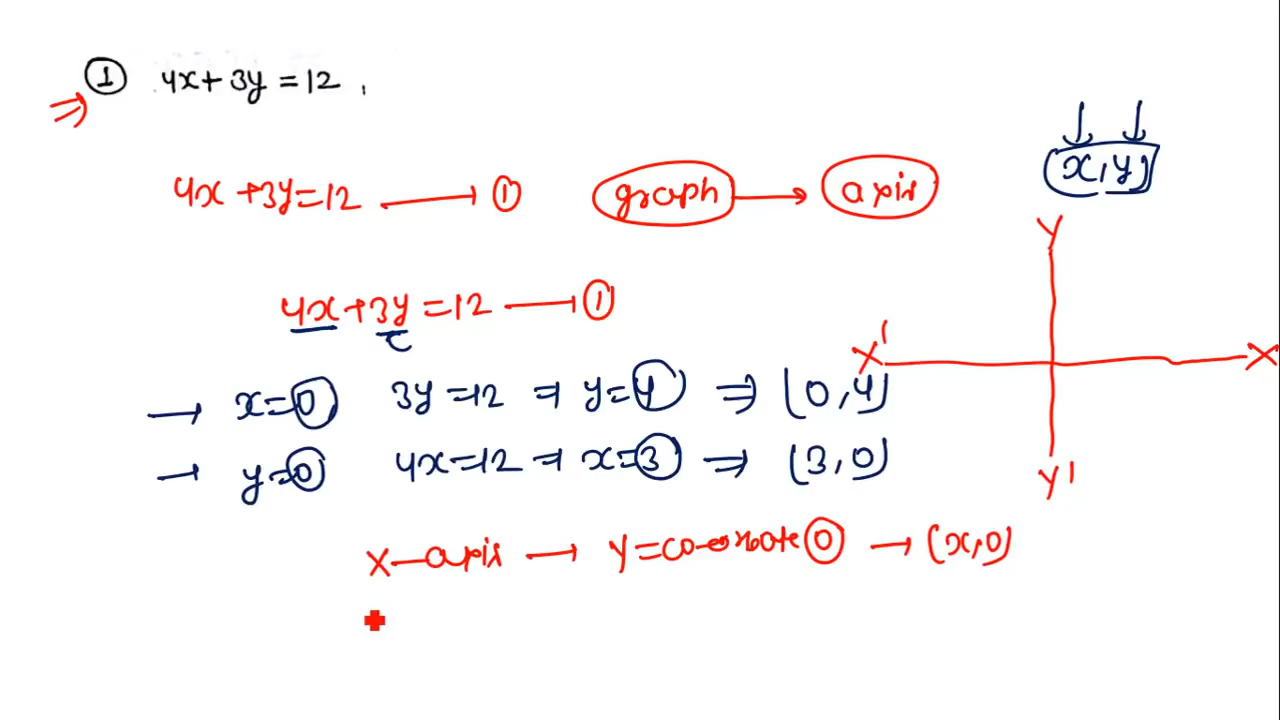 ① 4x+3y=12,
(x,y)
4x+3y=12 —— ① graph → axis
Y
4x+3y=12 —— ①
X' X
→ x=0 3y=12 ⇒ y=4 ⇒ (0,4)
→ y=0 4x=12 ⇒ x=3 ⇒ (3,0)
Y'
X-axis → y=co-ordinate 0 → (x,0)